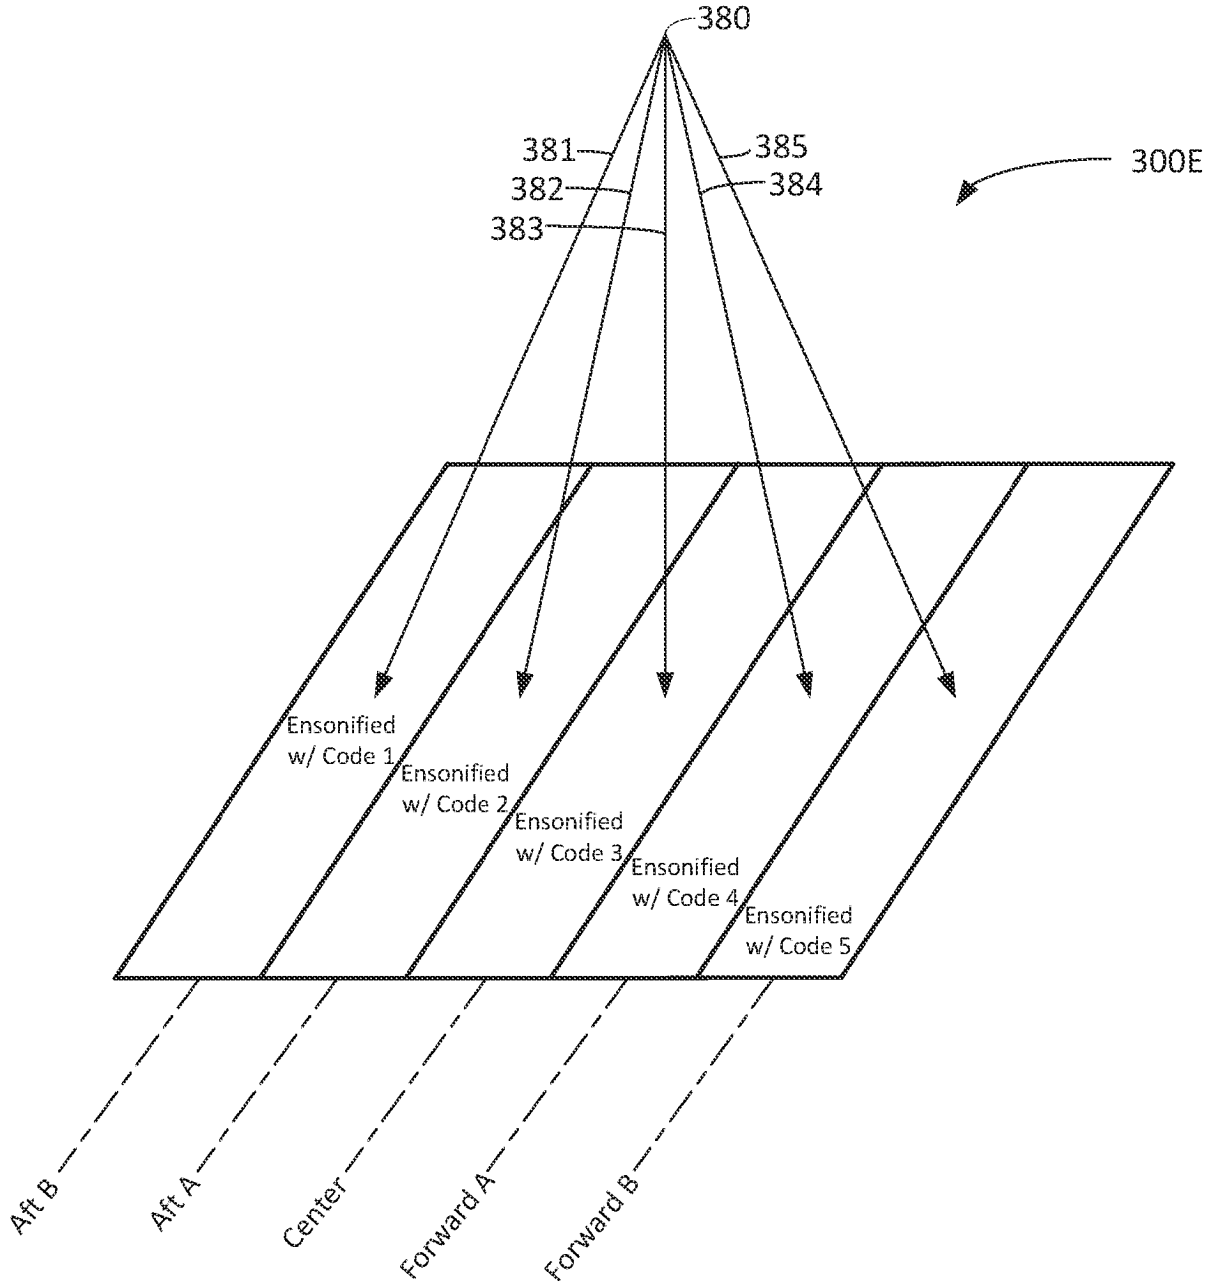 380
381
385
300E
382
384
383
Ensonified
w/ Code 1
Ensonified
w/ Code 2
Ensonified
w/ Code 3
Ensonified
w/ Code 4
Ensonified
w/ Code 5
Aft B
Aft A
Center
Forward A
Forward B